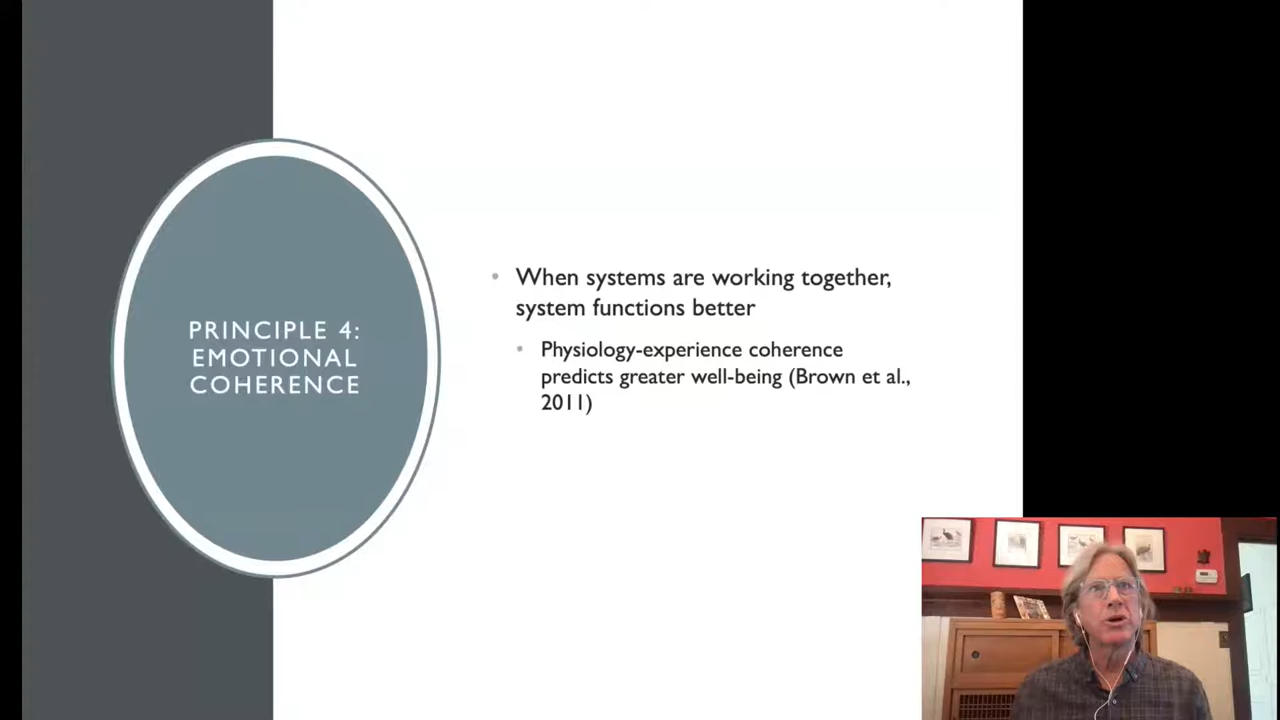 PRINCIPLE 4:
EMOTIONAL
COHERENCE
• When systems are working together,
system functions better
• Physiology-experience coherence
predicts greater well-being (Brown et al.,
2011)